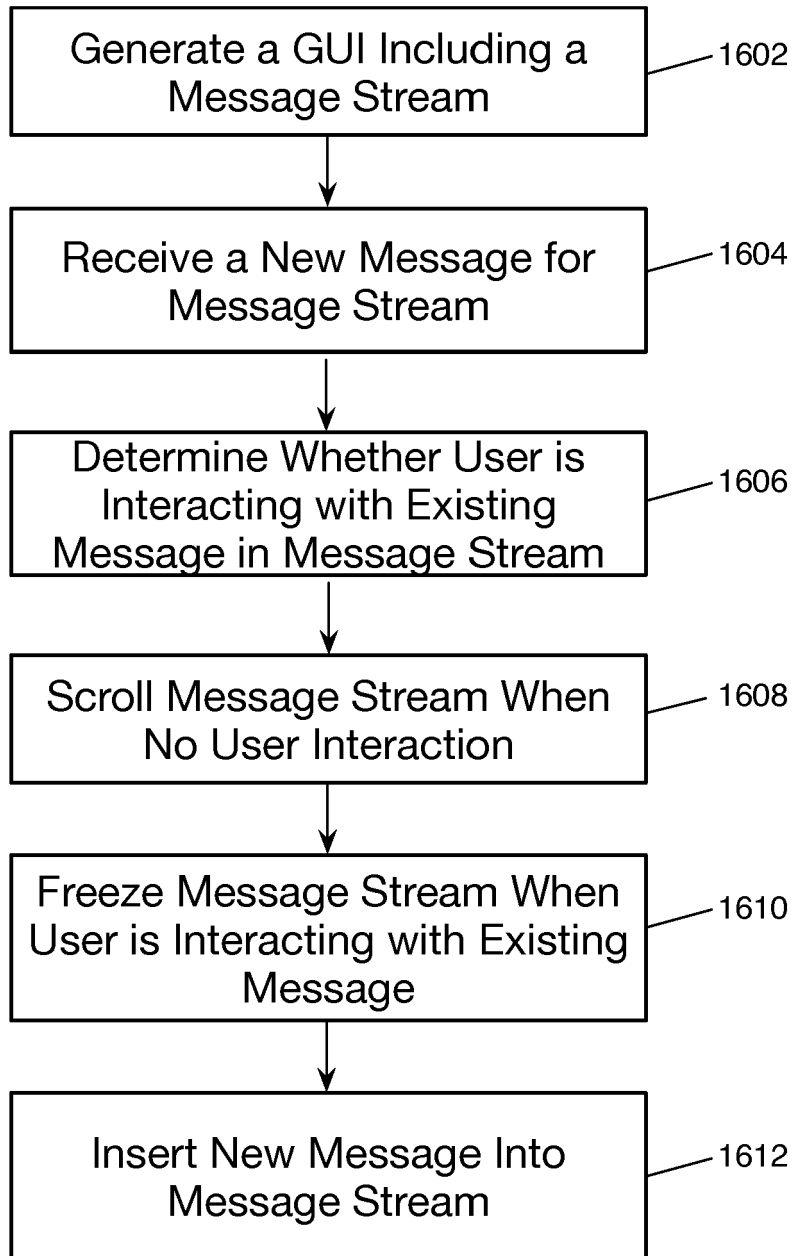 Generate a GUI Including a
Message Stream
1602
Receive a New Message for
Message Stream
1604
Determine Whether User is
Interacting with Existing
Message in Message Stream
1606
Scroll Message Stream When
No User Interaction
1608
Freeze Message Stream When
User is Interacting with Existing
Message
1610
Insert New Message Into
Message Stream
1612